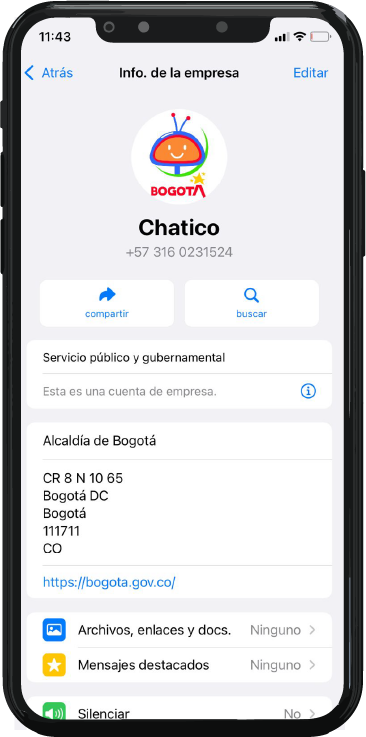 11:43
Atrás
Info. de la empresa
Editar
BOGOTÁ
Chatico
+57 316 0231524
compartir
buscar
Servicio público y gubernamental
Esta es una cuenta de empresa.
Alcaldía de Bogotá
CR 8 N 10 65
Bogotá DC
Bogotá
111711
CO
https://bogota.gov.co/
Archivos, enlaces y docs. Ninguno
Mensajes destacados Ninguno
Silenciar No